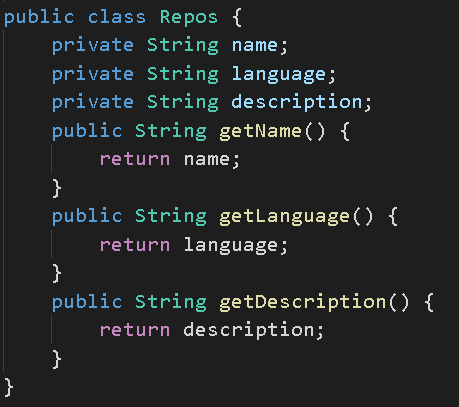 public class Repos {
    private String name;
    private String language;
    private String description;
    public String getName() {
        return name;
    }
    public String getLanguage() {
        return language;
    }
    public String getDescription() {
        return description;
    }
}